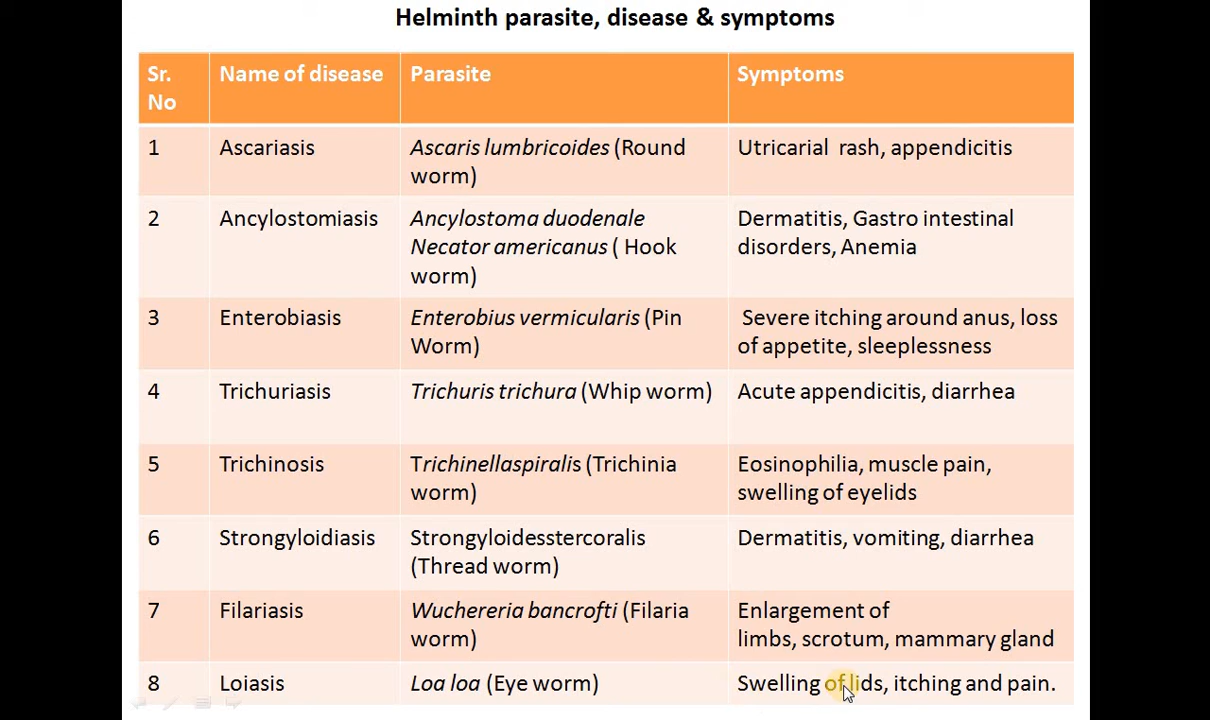 Helminth parasite, disease & symptoms
Sr. No | Name of disease | Parasite | Symptoms
1 | Ascariasis | Ascaris lumbricoides (Round worm) | Utricarial rash, appendicitis
2 | Ancylostomiasis | Ancylostoma duodenale Necator americanus ( Hook worm) | Dermatitis, Gastro intestinal disorders, Anemia
3 | Enterobiasis | Enterobius vermicularis (Pin Worm) | Severe itching around anus, loss of appetite, sleeplessness
4 | Trichuriasis | Trichuris trichura (Whip worm) | Acute appendicitis, diarrhea
5 | Trichinosis | Trichinellaspiralis (Trichinia worm) | Eosinophilia, muscle pain, swelling of eyelids
6 | Strongyloidiasis | Strongyloidesstercoralis (Thread worm) | Dermatitis, vomiting, diarrhea
7 | Filariasis | Wuchereria bancrofti (Filaria worm) | Enlargement of limbs, scrotum, mammary gland
8 | Loiasis | Loa loa (Eye worm) | Swelling of lids, itching and pain.